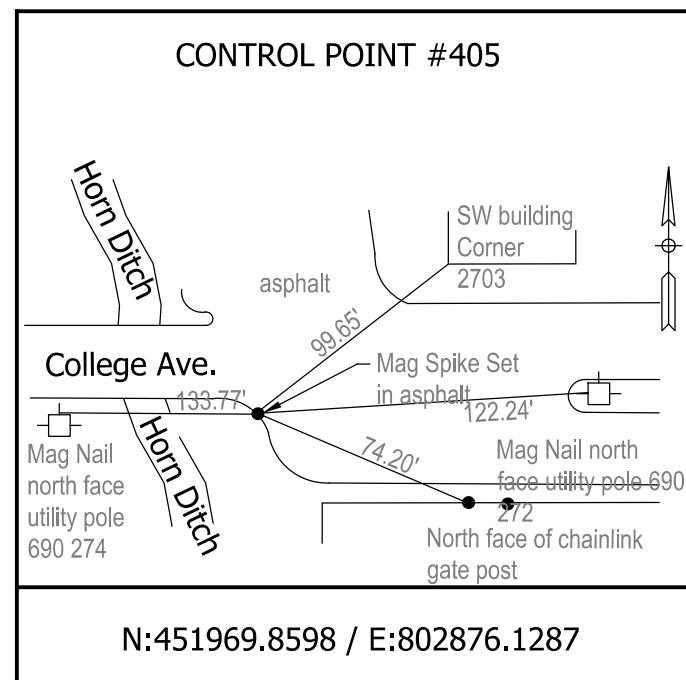 CONTROL POINT #405
Horn Ditch
SW building
Corner
2703
asphalt
99.65'
College Ave.
Mag Spike Set
in asphalt
133.77'
122.24'
Horn Ditch
74.20'
Mag Nail
north face
utility pole
690 274
Mag Nail north
face utility pole 690
272
North face of chainlink
gate post
N:451969.8598 / E:802876.1287